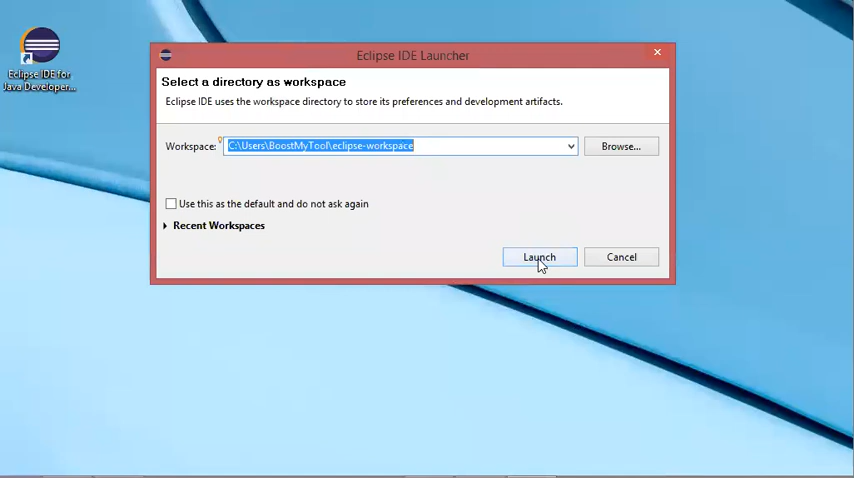 Eclipse IDE for
Java Developer...
Eclipse IDE Launcher
Select a directory as workspace
Eclipse IDE uses the workspace directory to store its preferences and development artifacts.
Workspace: C:\Users\BoostMyTool\eclipse-workspace Browse...
Use this as the default and do not ask again
Recent Workspaces
Launch Cancel